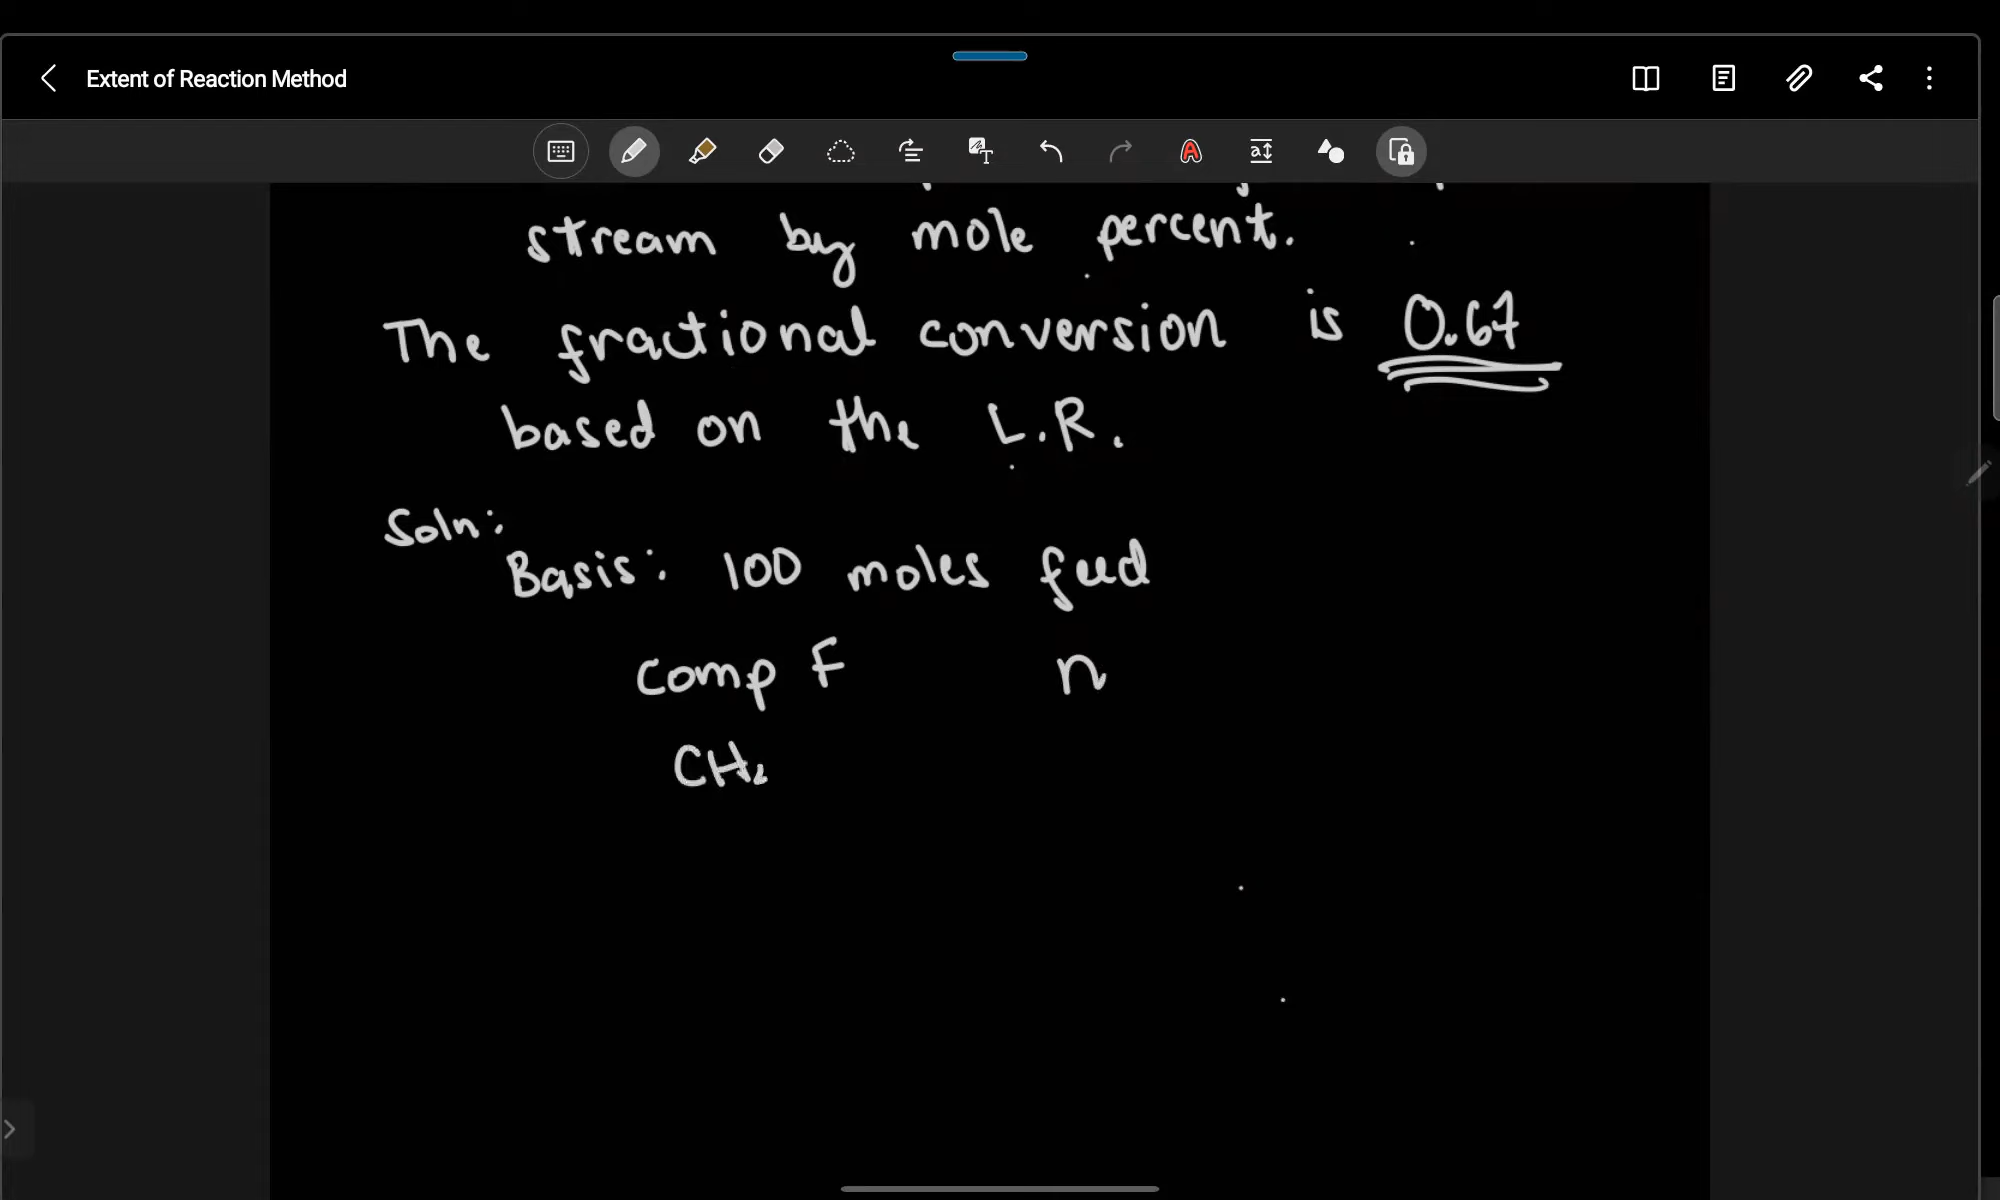 Extent of Reaction Method
stream by mole percent.
The fractional conversion is 0.67
based on the L.R.
Soln:
Basis: 100 moles feed
Comp F n
CH₂